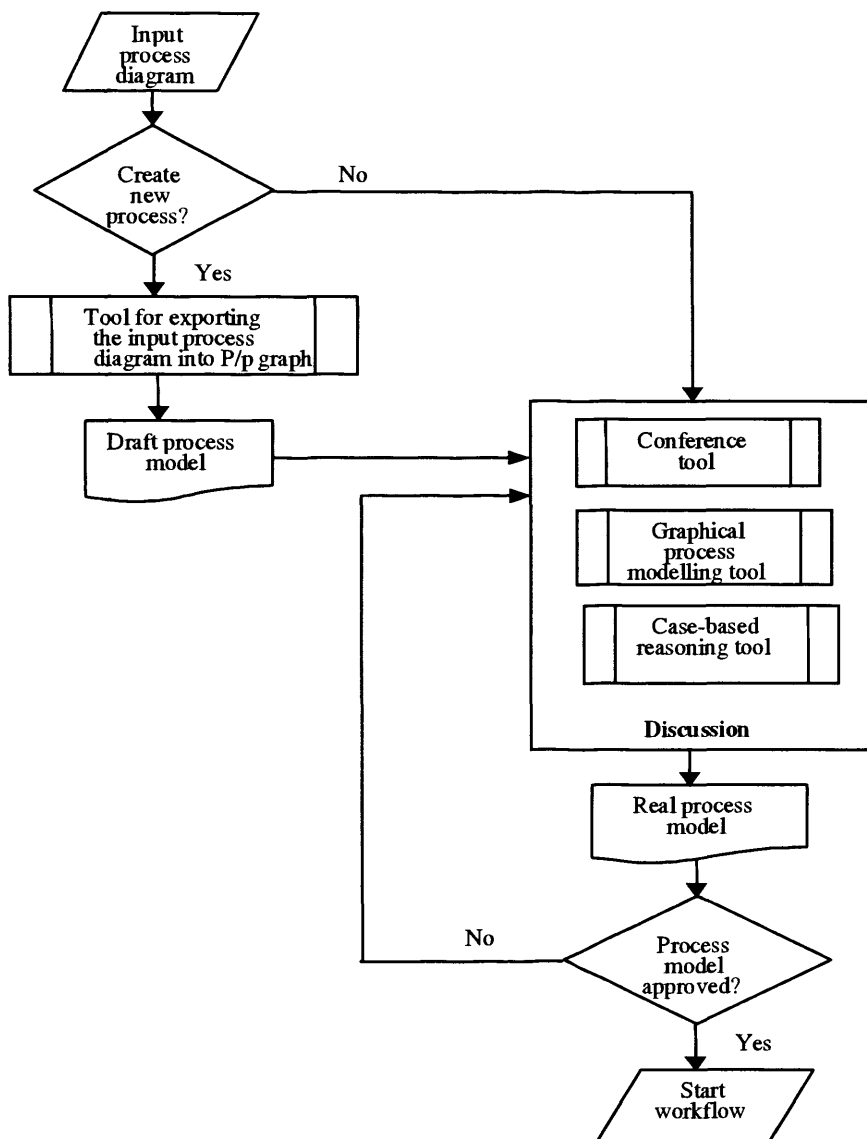 Input
process
diagram
Create
new
process?
No
Yes
Tool for exporting
the input process
diagram into P/p graph
Draft process
model
Conference
tool
Graphical
process
modelling tool
Case-based
reasoning tool
Discussion
Real process
model
No
Process
model
approved?
Yes
Start
workflow